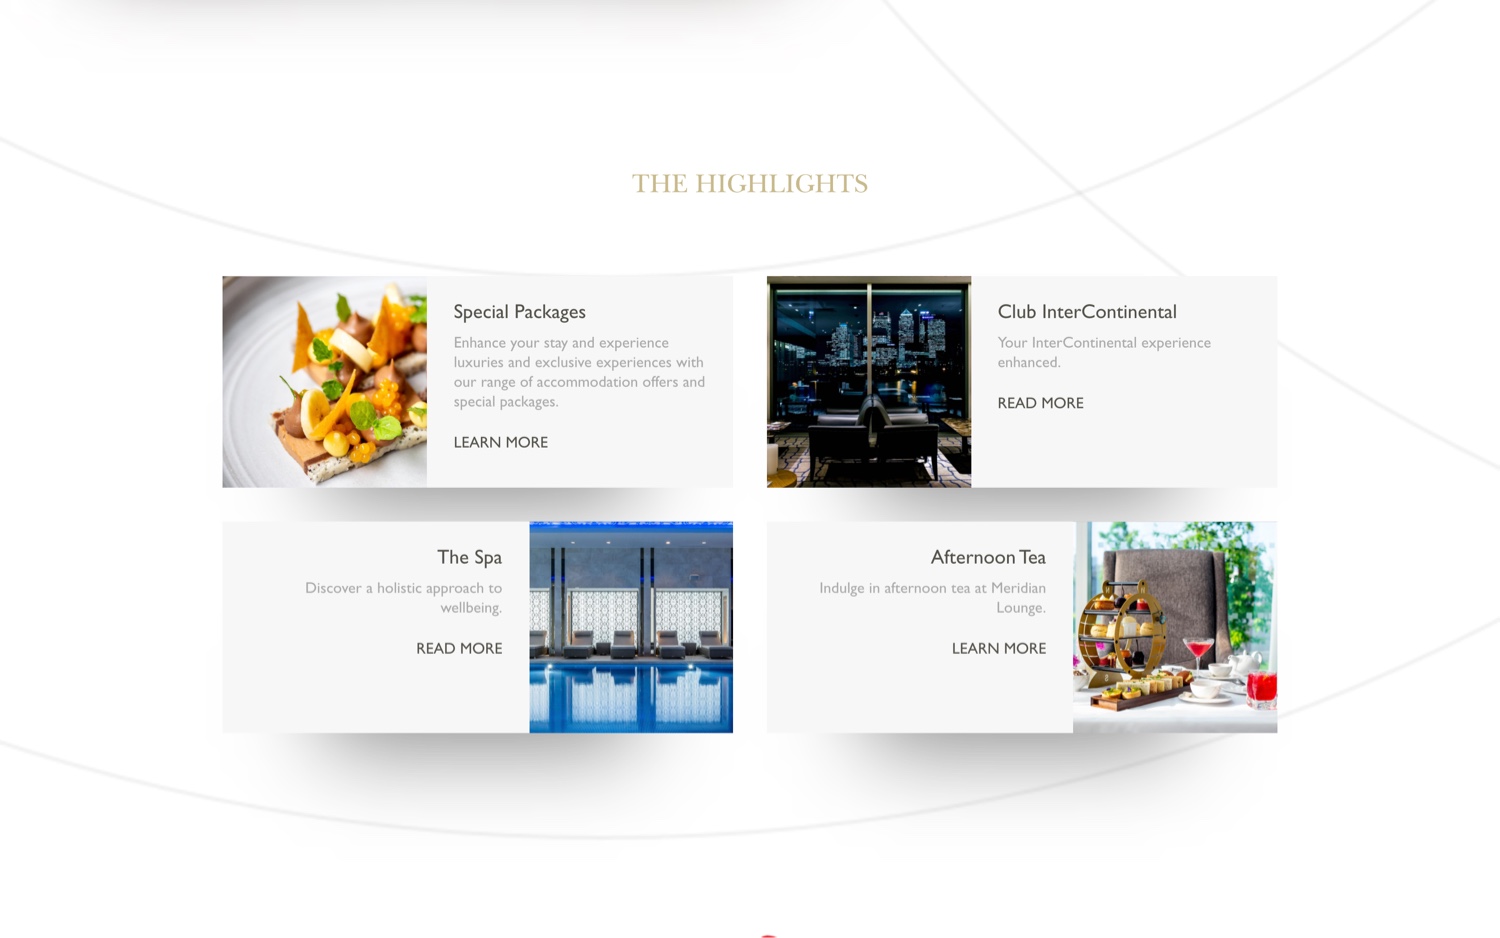 THE HIGHLIGHTS
Special Packages
Enhance your stay and experience
luxuries and exclusive experiences with
our range of accommodation offers and
special packages.
LEARN MORE
Club InterContinental
Your InterContinental experience
enhanced.
READ MORE
The Spa
Discover a holistic approach to
wellbeing.
READ MORE
Afternoon Tea
Indulge in afternoon tea at Meridian
Lounge.
LEARN MORE